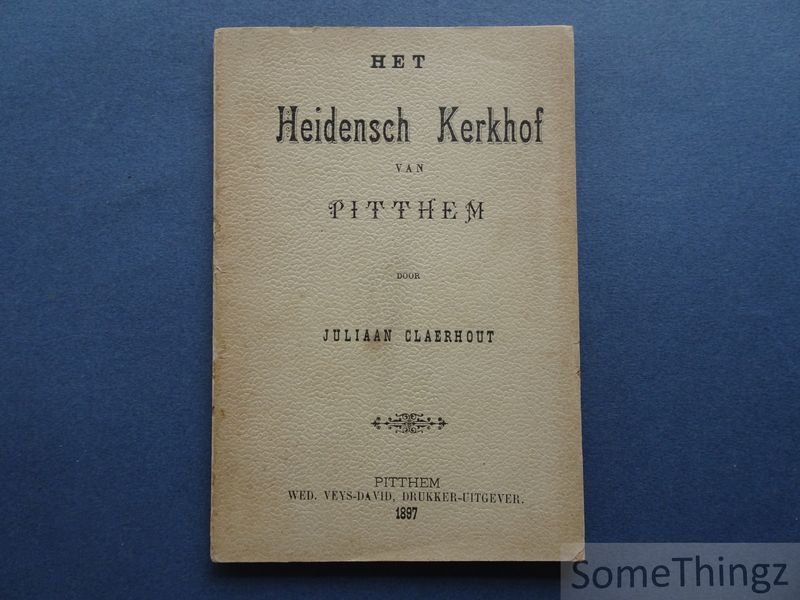 HET
Heidensch Kerkhof
VAN
PITTHEM
DOOR
JULIAAN CLAERHOUT
PITTHEM
WED. VEYS-DAVID, DRUKKER-UITGEVER.
1897
SomeThingz